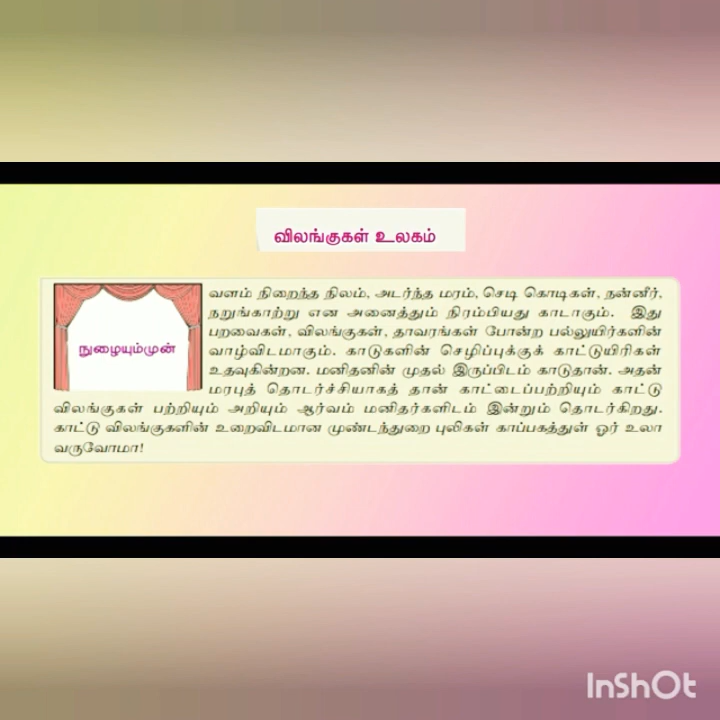 விலங்குகள் உலகம்
நுழையும்முன்
வளம் நிறைந்த நிலம், அடர்ந்த மரம், செடி கொடிகள், நன்னீர்,
நறுங்காற்று என அனைத்தும் நிரம்பியது காடாகும். இது
பறவைகள், விலங்குகள், தாவரங்கள் போன்ற பல்லுயிர்களின்
வாழ்விடமாகும். காடுகளின் செழிப்புக்குக் காட்டுயிரிகள்
உதவுகின்றன. மனிதனின் முதல் இருப்பிடம் காடுதான். அதன்
மரபுத் தொடர்ச்சியாகத் தான் காட்டைப்பற்றியும் காட்டு
விலங்குகள் பற்றியும் அறியும் ஆர்வம் மனிதர்களிடம் இன்றும் தொடர்கிறது.
காட்டு விலங்குகளின் உறைவிடமான முண்டந்துறை புலிகள் காப்பகத்துள் ஓர் உலா
வருவோமா!
InShOt